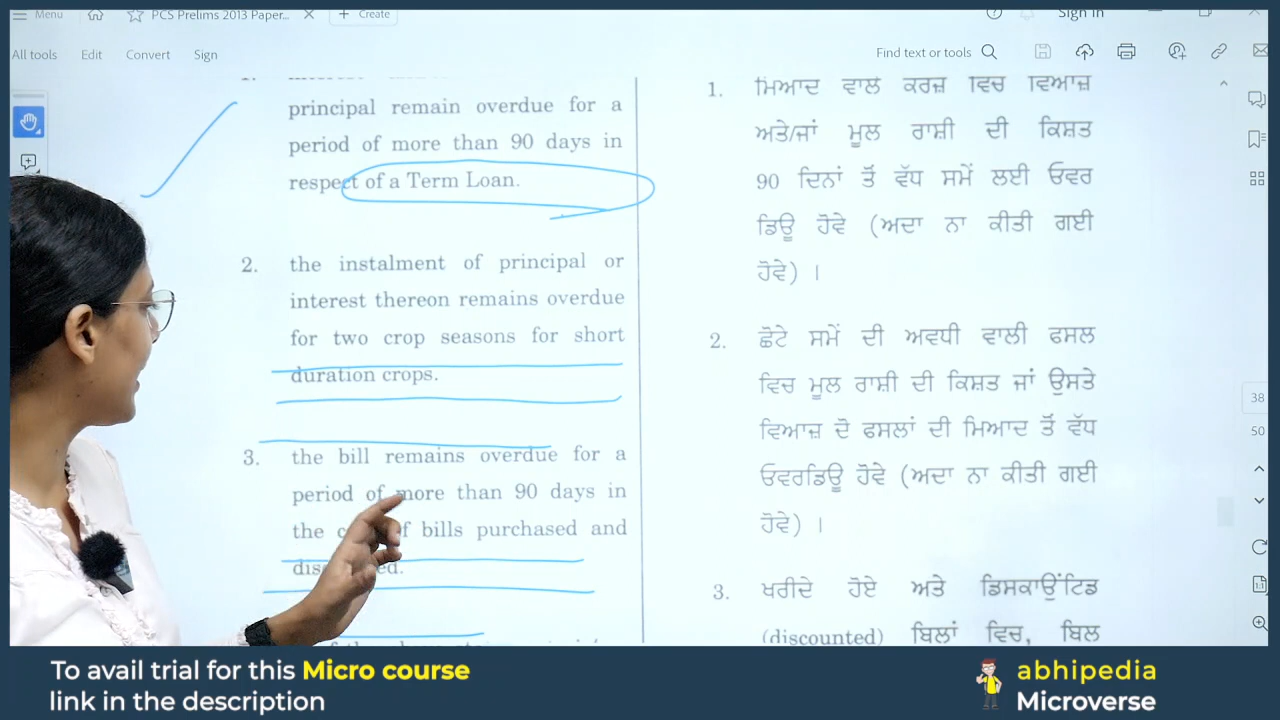 Menu
PCS Prelims 2013 Paper...
Create
Sign in
All tools
Edit
Convert
Sign
Find text or tools
principal remain overdue for a
period of more than 90 days in
respect of a Term Loan.
2. the instalment of principal or
interest thereon remains overdue
for two crop seasons for short
duration crops.
3. the bill remains overdue for a
period of more than 90 days in
the of bills purchased and
1. ਮਿਆਦ ਵਾਲੇ ਕਰਜ਼ ਵਿਚ ਵਿਆਜ਼
ਅਤੇ/ਜਾਂ ਮੂਲ ਰਾਸ਼ੀ ਦੀ ਕਿਸ਼ਤ
90 ਦਿਨਾਂ ਤੋਂ ਵੱਧ ਸਮੇਂ ਲਈ ਓਵਰ
ਡਿਊ ਹੋਵੇ (ਅਦਾ ਨਾ ਕੀਤੀ ਗਈ
ਹੋਵੇ) ।
2. ਛੋਟੇ ਸਮੇਂ ਦੀ ਅਵਧੀ ਵਾਲੀ ਫਸਲ
ਵਿਚ ਮੂਲ ਰਾਸ਼ੀ ਦੀ ਕਿਸ਼ਤ ਜਾਂ ਉਸਤੇ
ਵਿਆਜ਼ ਦੋ ਫਸਲਾਂ ਦੀ ਮਿਆਦ ਤੋਂ ਵੱਧ
ਓਵਰਡਿਊ ਹੋਵੇ (ਅਦਾ ਨਾ ਕੀਤੀ ਗਈ
ਹੋਵੇ) ।
3. ਖਰੀਦੇ ਹੋਏ ਅਤੇ ਡਿਸਕਾਉਂਟਿਡ
(discounted) ਬਿਲਾਂ ਵਿਚ, ਬਿਲ
38
50
To avail trial for this Micro course
link in the description
abhipedia
Microverse